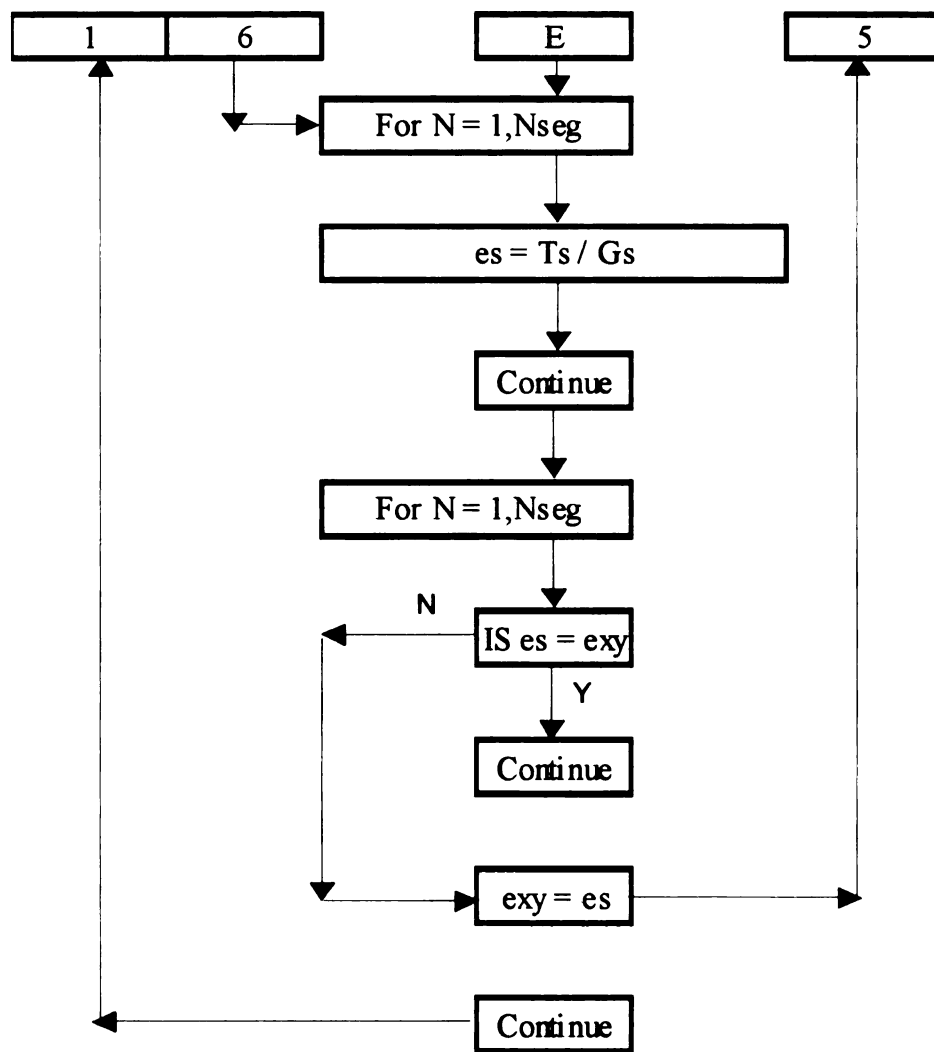 1 6 E 5
For N = 1,Nseg
es = Ts / Gs
Continue
For N = 1,Nseg
N
IS es = exy
Y
Continue
exy = es
Continue